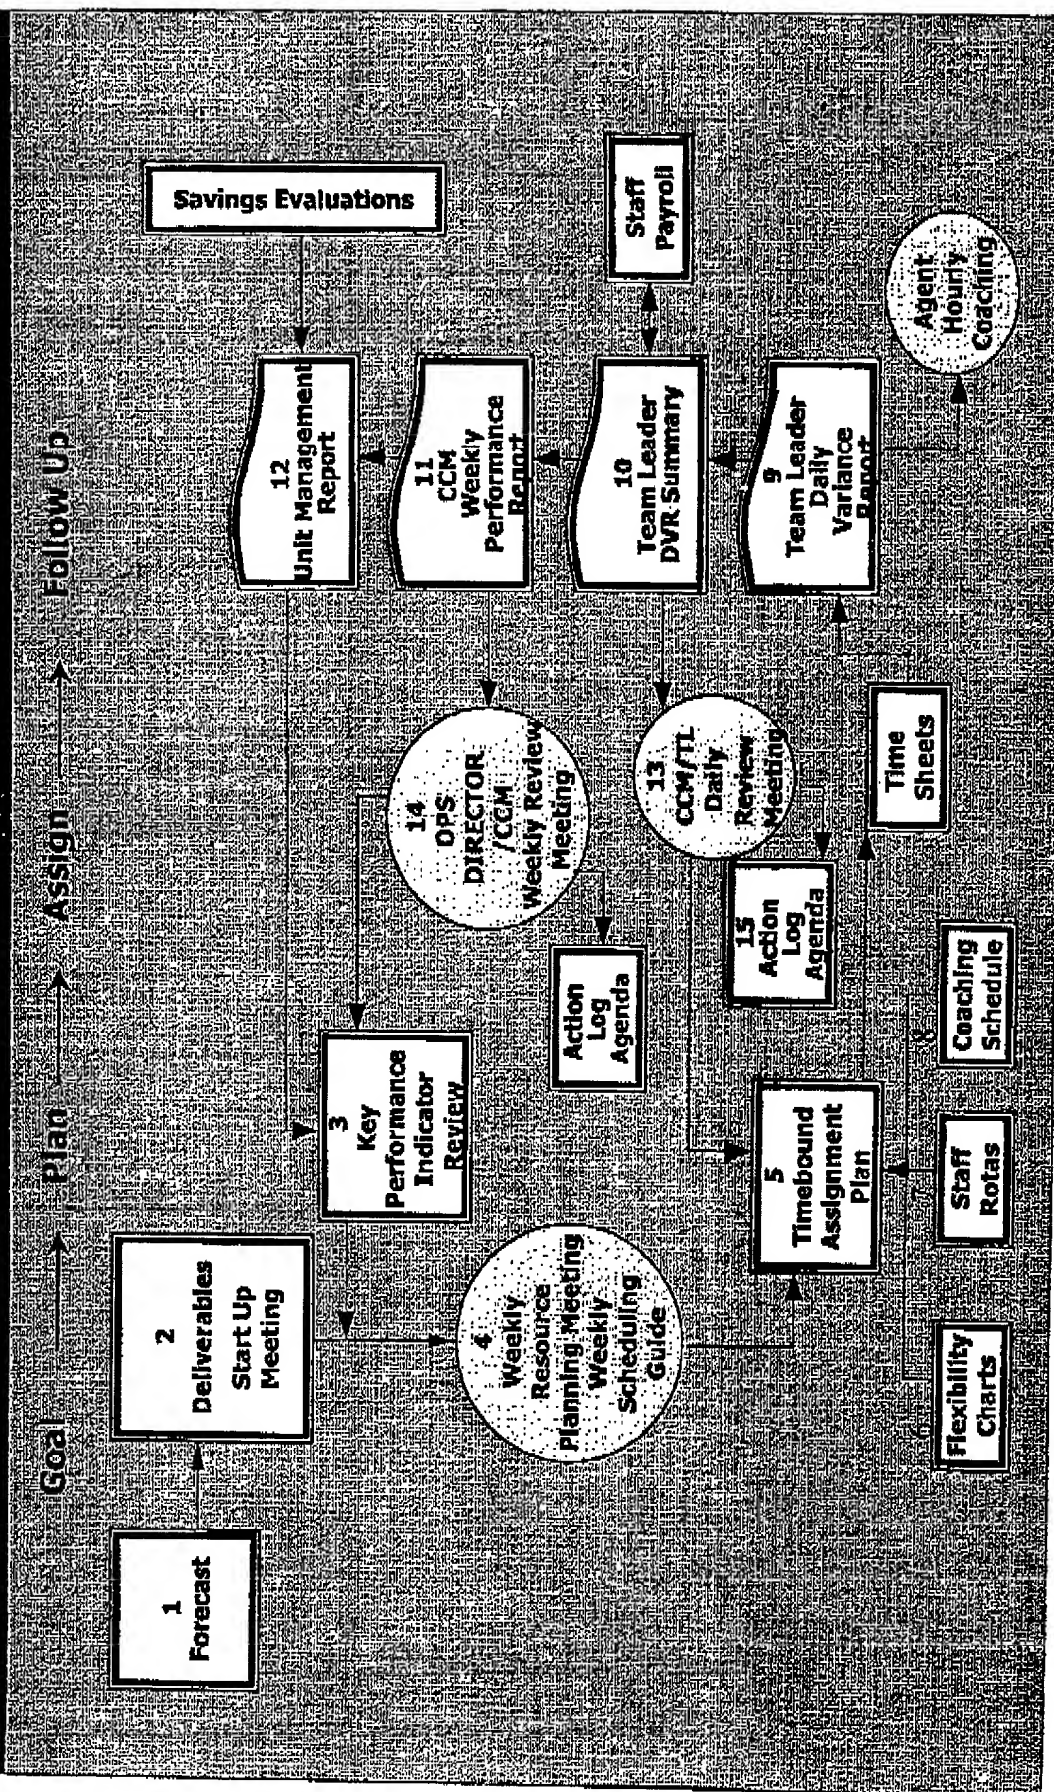 Goal
Plan
Assign
Follow Up
1
Forecast
2
Deliverables
Start Up
Meeting
3
Key
Performance
Indicator
Review
4
Weekly
Resource
Planning Meeting
Weekly
Scheduling
Guide
5
Timebound
Assignment
Plan
Flexibility
Charts
Staff
Rotas
7
Coaching
Schedule
8
Action
Log
Agenda
14
OPS
DIRECTOR
/CCM
Weekly Review
Meeting
13
CCM/TL
Daily
Review
Meeting
15
Action
Log
Agenda
Time
Sheets
12
Unit Management
Report
11
CCM
Weekly
Performance
Report
10
Team Leader
DVR Summary
9
Team Leader
Daily
Variance
Report
Savings Evaluations
Staff
Payroll
Agent
Hourly
Coaching